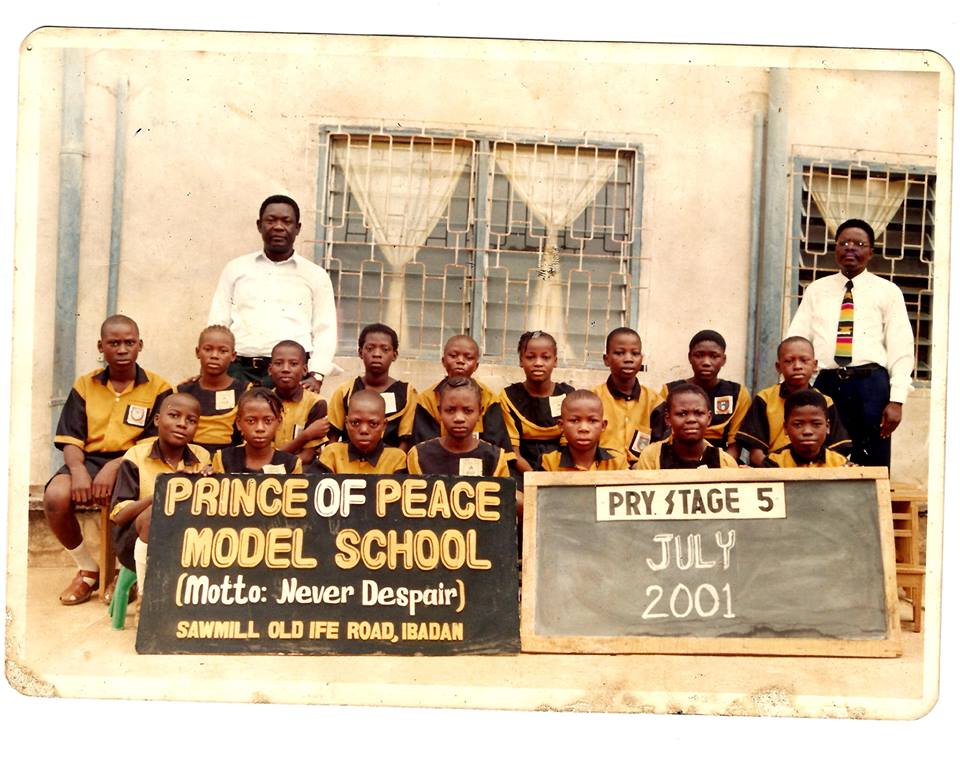 PRINCE OF PEACE
MODEL SCHOOL
(Motto: Never Despair)
SAWMILL OLD IFE ROAD, IBADAN
PRY. STAGE 5
JULY
2001